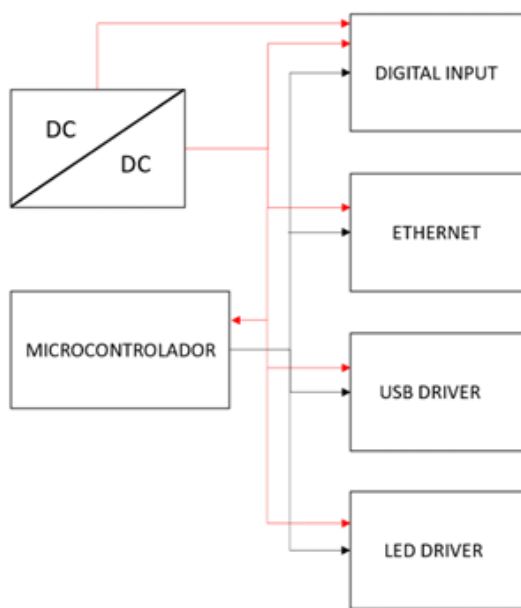 DIGITAL INPUT
DC
DC
ETHERNET
MICROCONTROLADOR
USB DRIVER
LED DRIVER